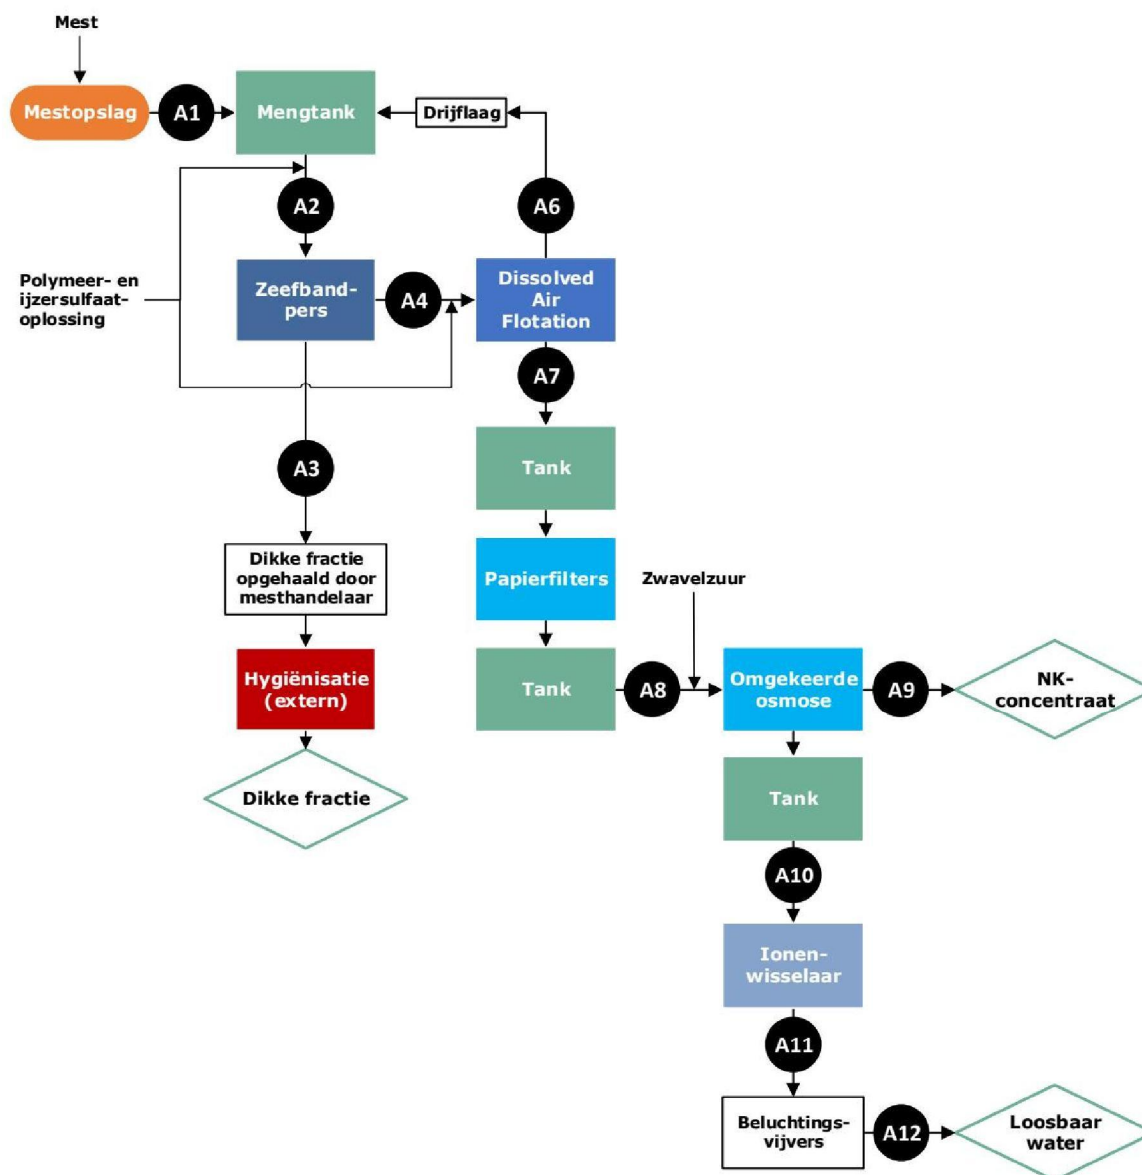 Mest
Mestopslag
A1
Mengtank
Drijflaag
A2
A6
Polymeer- en
ijzersulfaat-
oplossing
Zeefband-
pers
A4
Dissolved
Air
Flotation
A7
A3
Tank
Dikke fractie
opgehaald door
mesthandelaar
Papierfilters
Zwavelzuur
Hygiënisatie
(extern)
Tank
A8
Omgekeerde
osmose
A9
NK-
concentraat
Dikke fractie
Tank
A10
Ionen-
wisselaar
A11
Beluchtings-
vijvers
A12
Loosbaar
water